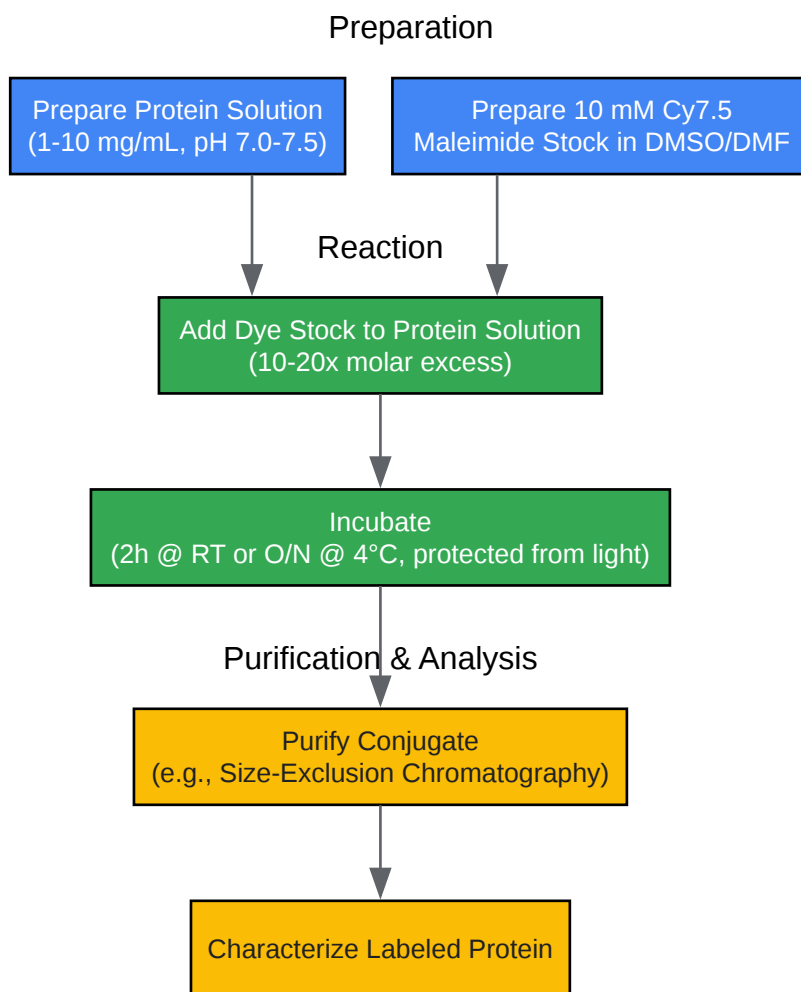 Preparation
Prepare Protein Solution
(1-10 mg/mL, pH 7.0-7.5)
Prepare 10 mM Cy7.5
Maleimide Stock in DMSO/DMF
Reaction
Add Dye Stock to Protein Solution
(10-20x molar excess)
Incubate
(2h @ RT or O/N @ 4°C, protected from light)
Purification & Analysis
Purify Conjugate
(e.g., Size-Exclusion Chromatography)
Characterize Labeled Protein